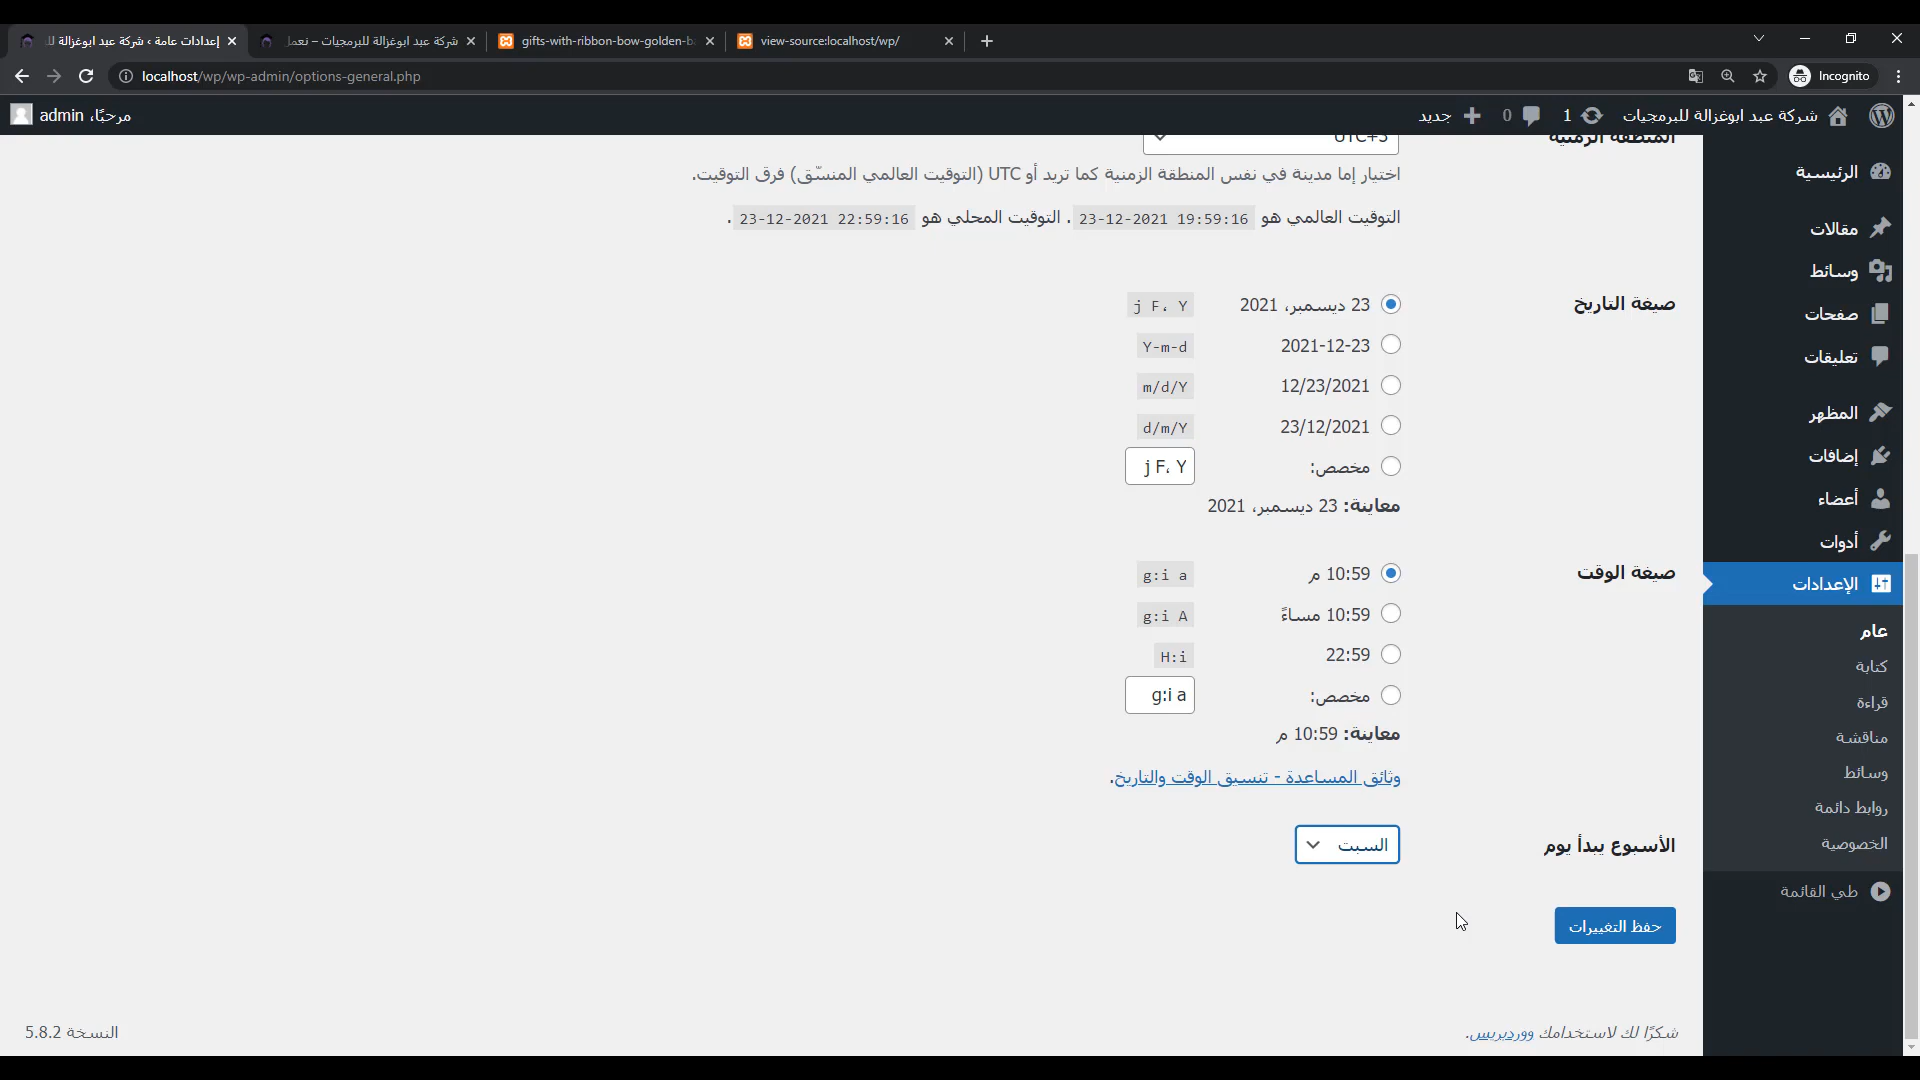 إعدادات عامة ‹ شركة عبد ابوغزالة لل
شركة عبد ابوغزالة للبرمجيات – نعمل
gifts-with-ribbon-bow-golden-ba
view-source:localhost/wp/
localhost/wp/wp-admin/options-general.php
Incognito
شركة عبد ابوغزالة للبرمجيات
1
0
جديد
مرحبًا، admin
الرئيسية
مقالات
وسائط
صفحات
تعليقات
المظهر
إضافات
أعضاء
أدوات
الإعدادات
عام
كتابة
قراءة
مناقشة
وسائط
روابط دائمة
الخصوصية
طي القائمة
المنطقة الزمنية
UTC+3
اختيار إما مدينة في نفس المنطقة الزمنية كما تريد أو UTC (التوقيت العالمي المنسّق) فرق التوقيت.
التوقيت العالمي هو 19:59:16 2021-12-23 . التوقيت المحلي هو 22:59:16 2021-12-23 .
صيغة التاريخ
23 ديسمبر، 2021 j F، Y
2021-12-23 Y-m-d
12/23/2021 m/d/Y
23/12/2021 d/m/Y
مخصص: j F، Y
معاينة: 23 ديسمبر، 2021
صيغة الوقت
10:59 م g:i a
10:59 مساءً g:i A
22:59 H:i
مخصص: g:i a
معاينة: 10:59 م
وثائق المساعدة - تنسيق الوقت والتاريخ.
الأسبوع يبدأ يوم
السبت
حفظ التغييرات
شكرًا لك لاستخدامك ووردبريس.
النسخة 5.8.2